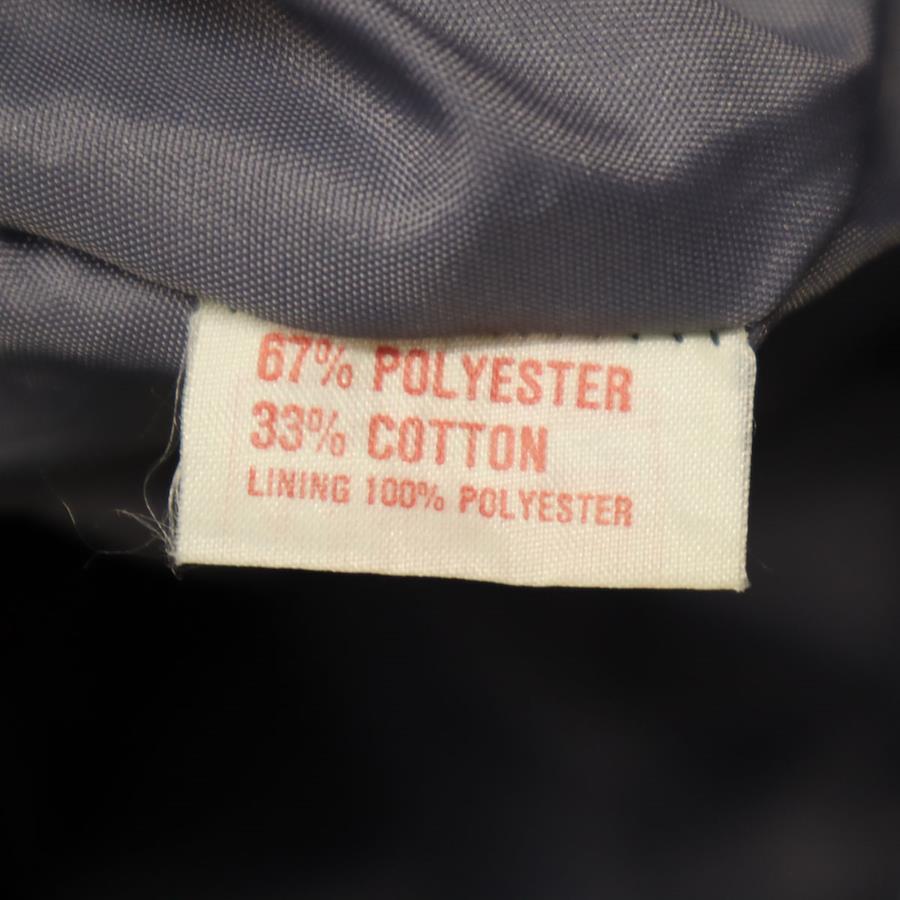 67% POLYESTER
33% COTTON
LINING 100% POLYESTER